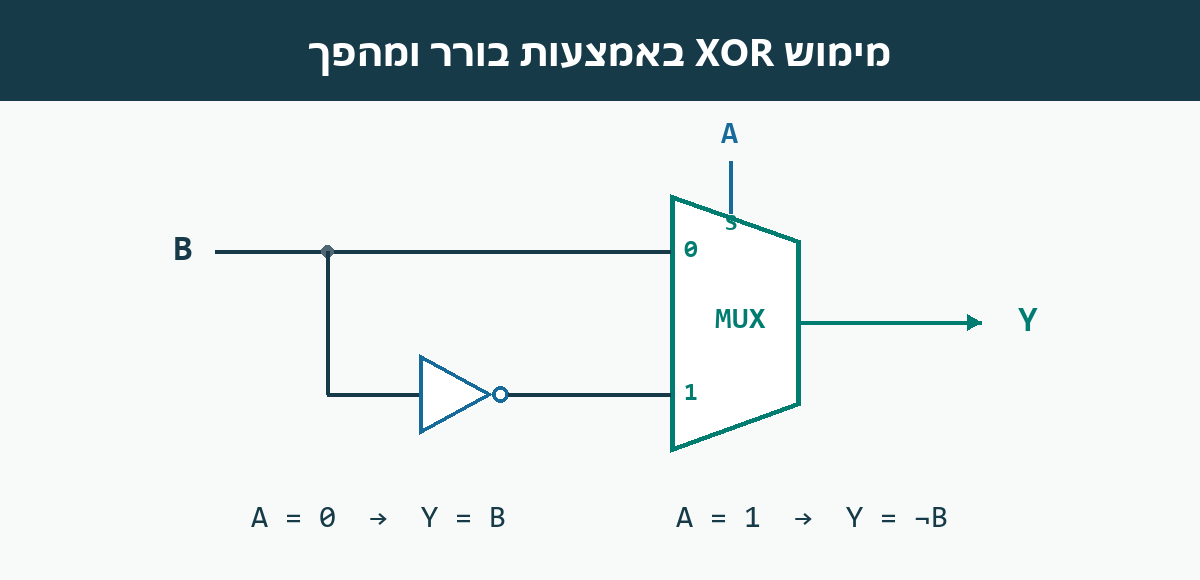 מימוש XOR באמצעות בורר ומהפך
A
S
B
0
MUX
Y
1
A = 0 → Y = B
A = 1 → Y = ¬B